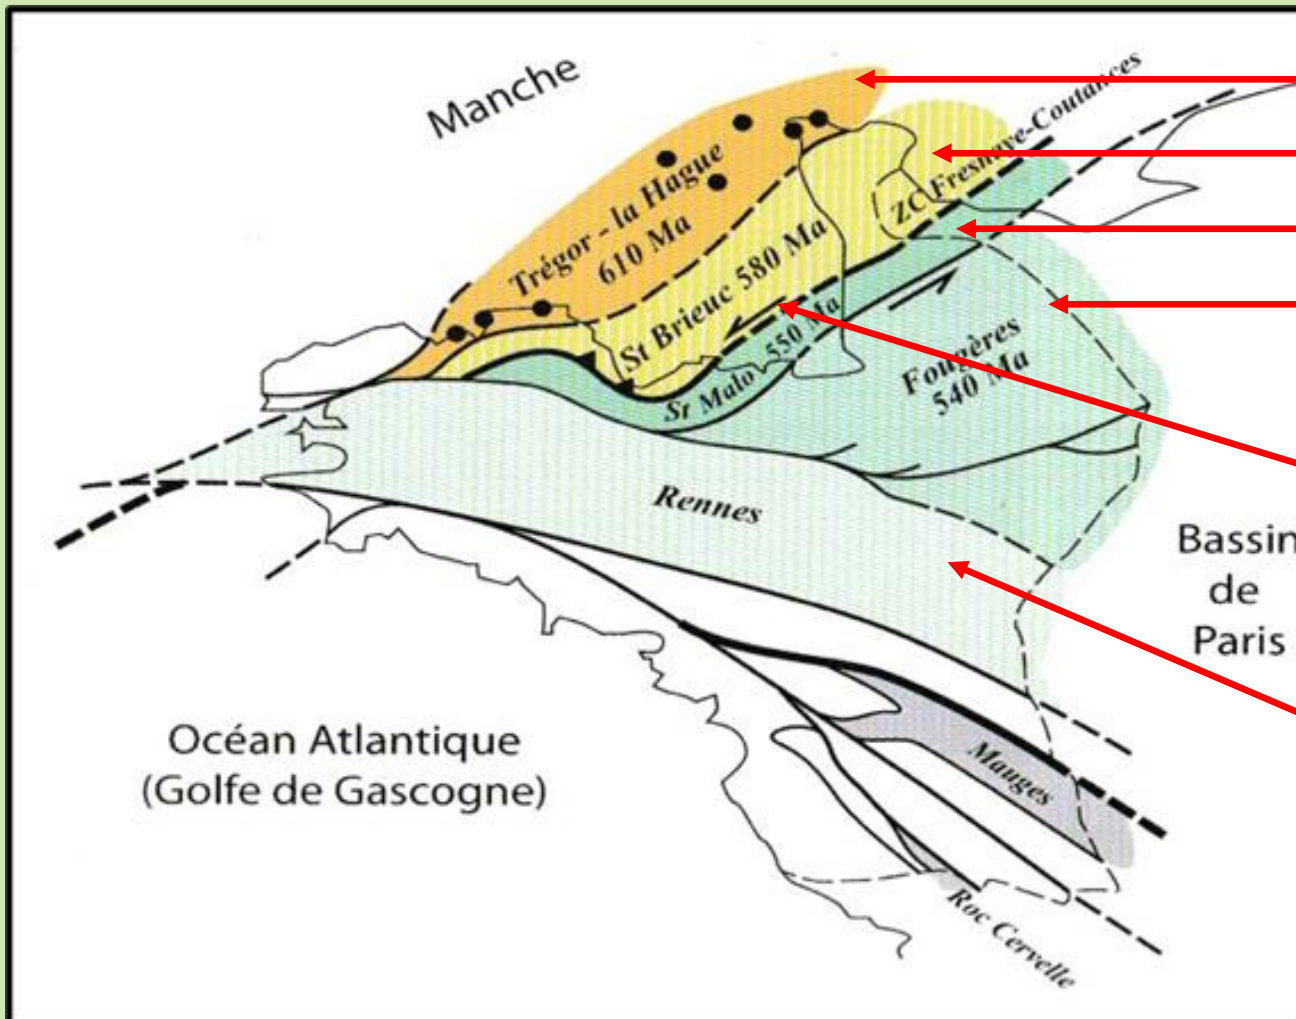 Manche
ZC Fresnaye-Coutances
Trégor - la Hague
610 Ma
St Brieuc 580 Ma
St Malo 550 Ma
Fougères
540 Ma
Rennes
Bassin
de
Paris
Océan Atlantique
(Golfe de Gascogne)
Mauges
Roc Cervelle